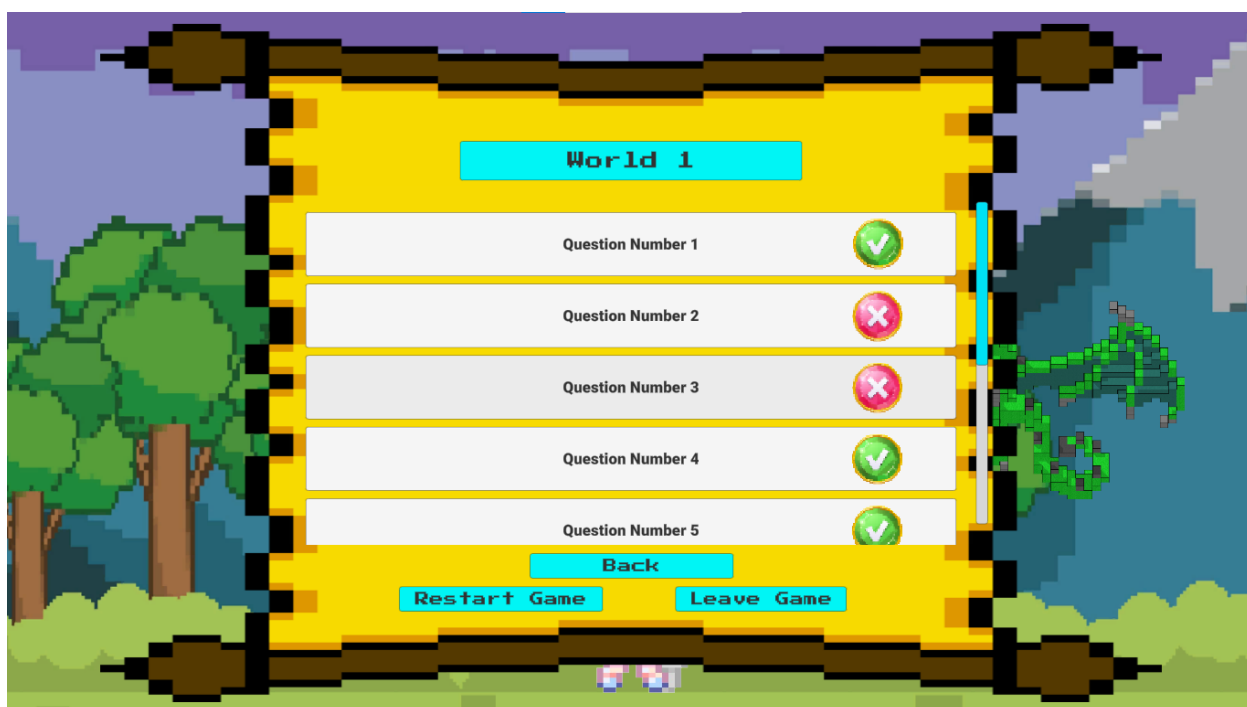 World 1
Question Number 1
Question Number 2
Question Number 3
Question Number 4
Question Number 5
Back
Restart Game
Leave Game